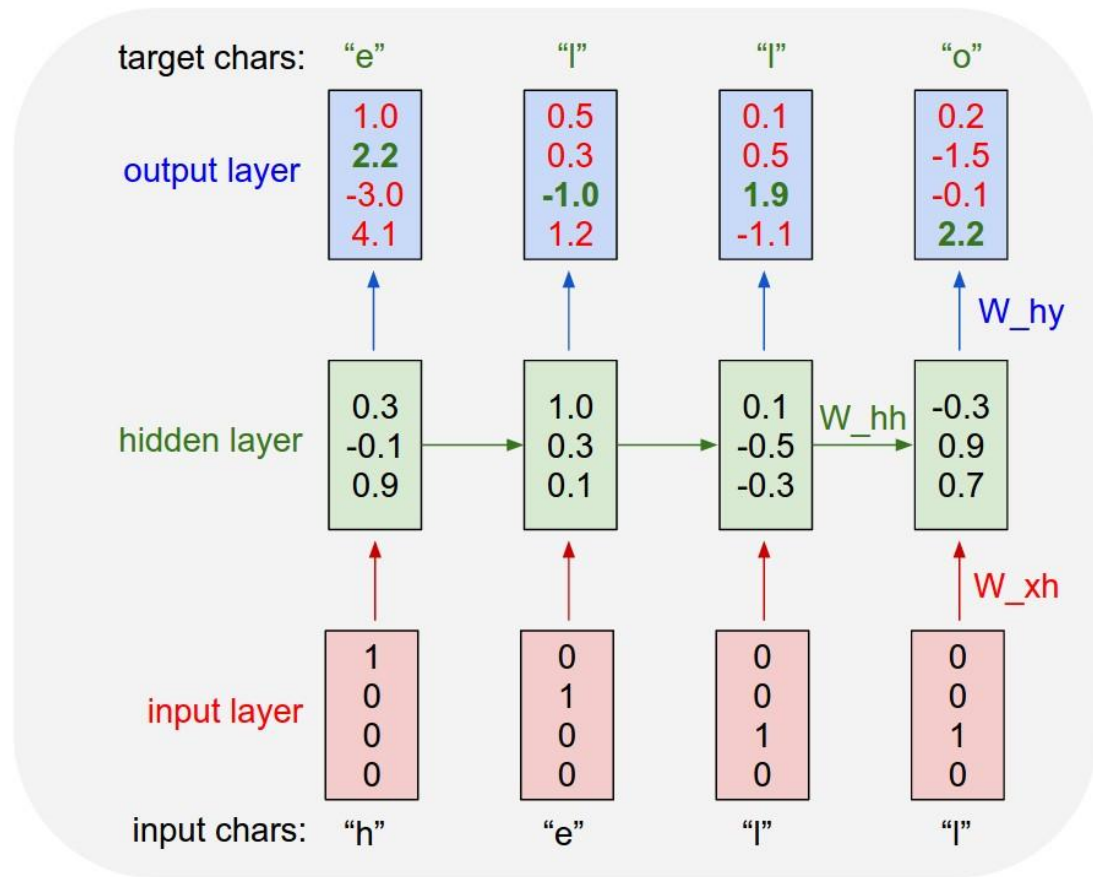 target chars: “e” “l” “l” “o”
1.0 0.5 0.1 0.2
2.2 0.3 0.5 -1.5
output layer
-3.0 -1.0 1.9 -0.1
4.1 1.2 -1.1 2.2
W_hy
0.3 1.0 0.1 -0.3
W_hh
hidden layer -0.1 0.3 -0.5 0.9
0.9 0.1 -0.3 0.7
W_xh
1 0 0 0
0 1 0 0
input layer
0 0 1 1
0 0 0 0
input chars: “h” “e” “l” “l”